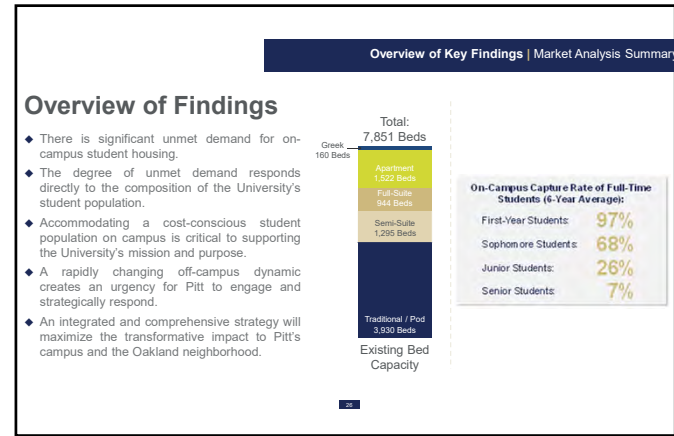 Overview of Key Findings | Market Analysis Summary
Overview of Findings
◆ There is significant unmet demand for on-
campus student housing.
◆ The degree of unmet demand responds
directly to the composition of the University's
student population.
◆ Accommodating a cost-conscious student
population on campus is critical to supporting
the University's mission and purpose.
◆ A rapidly changing off-campus dynamic
creates an urgency for Pitt to engage and
strategically respond.
◆ An integrated and comprehensive strategy will
maximize the transformative impact to Pitt's
campus and the Oakland neighborhood.
Total:
7,851 Beds
Greek
160 Beds
Apartment
1,522 Beds
Full-Suite
944 Beds
Semi-Suite
1,295 Beds
Traditional / Pod
3,930 Beds
Existing Bed
Capacity
On-Campus Capture Rate of Full-Time
Students (6-Year Average):
First-Year Students: 97%
Sophomore Students: 68%
Junior Students: 26%
Senior Students: 7%
26